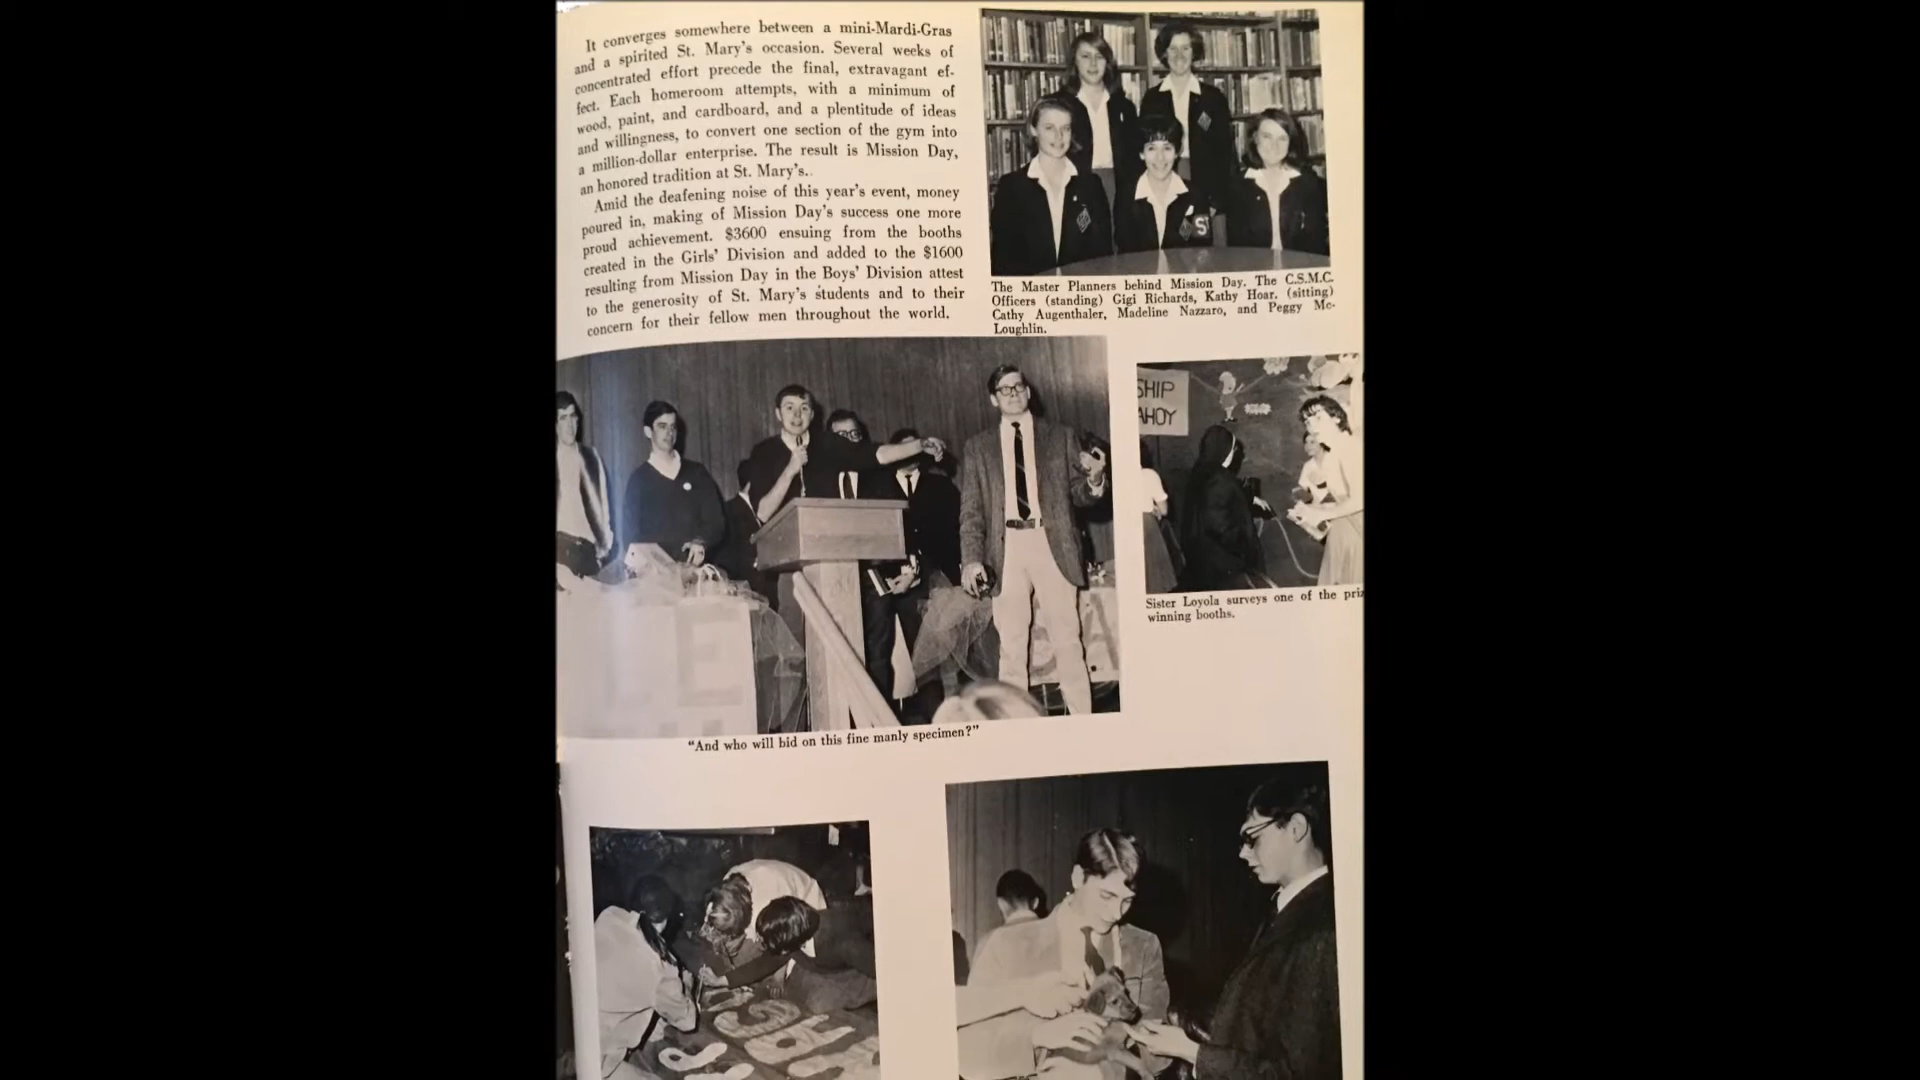 It converges somewhere between a mini-Mardi-Gras
and a spirited St. Mary's occasion. Several weeks of
concentrated effort precede the final, extravagant ef-
fect. Each homeroom attempts, with a minimum of
wood, paint, and cardboard, and a plentitude of ideas
and willingness, to convert one section of the gym into
a million-dollar enterprise. The result is Mission Day,
an honored tradition at St. Mary's..
Amid the deafening noise of this year's event, money
poured in, making of Mission Day's success one more
proud achievement. $3600 ensuing from the booths
created in the Girls' Division and added to the $1600
resulting from Mission Day in the Boys' Division attest
to the generosity of St. Mary's students and to their
concern for their fellow men throughout the world.
The Master Planners behind Mission Day. The C.S.M.C.
Officers (standing) Gigi Richards, Kathy Hoar. (sitting)
Cathy Augenthaler, Madeline Nazzaro, and Peggy Mc-
Loughlin.
SHIP
AHOY
Sister Loyola surveys one of the priz
winning booths.
"And who will bid on this fine manly specimen?"